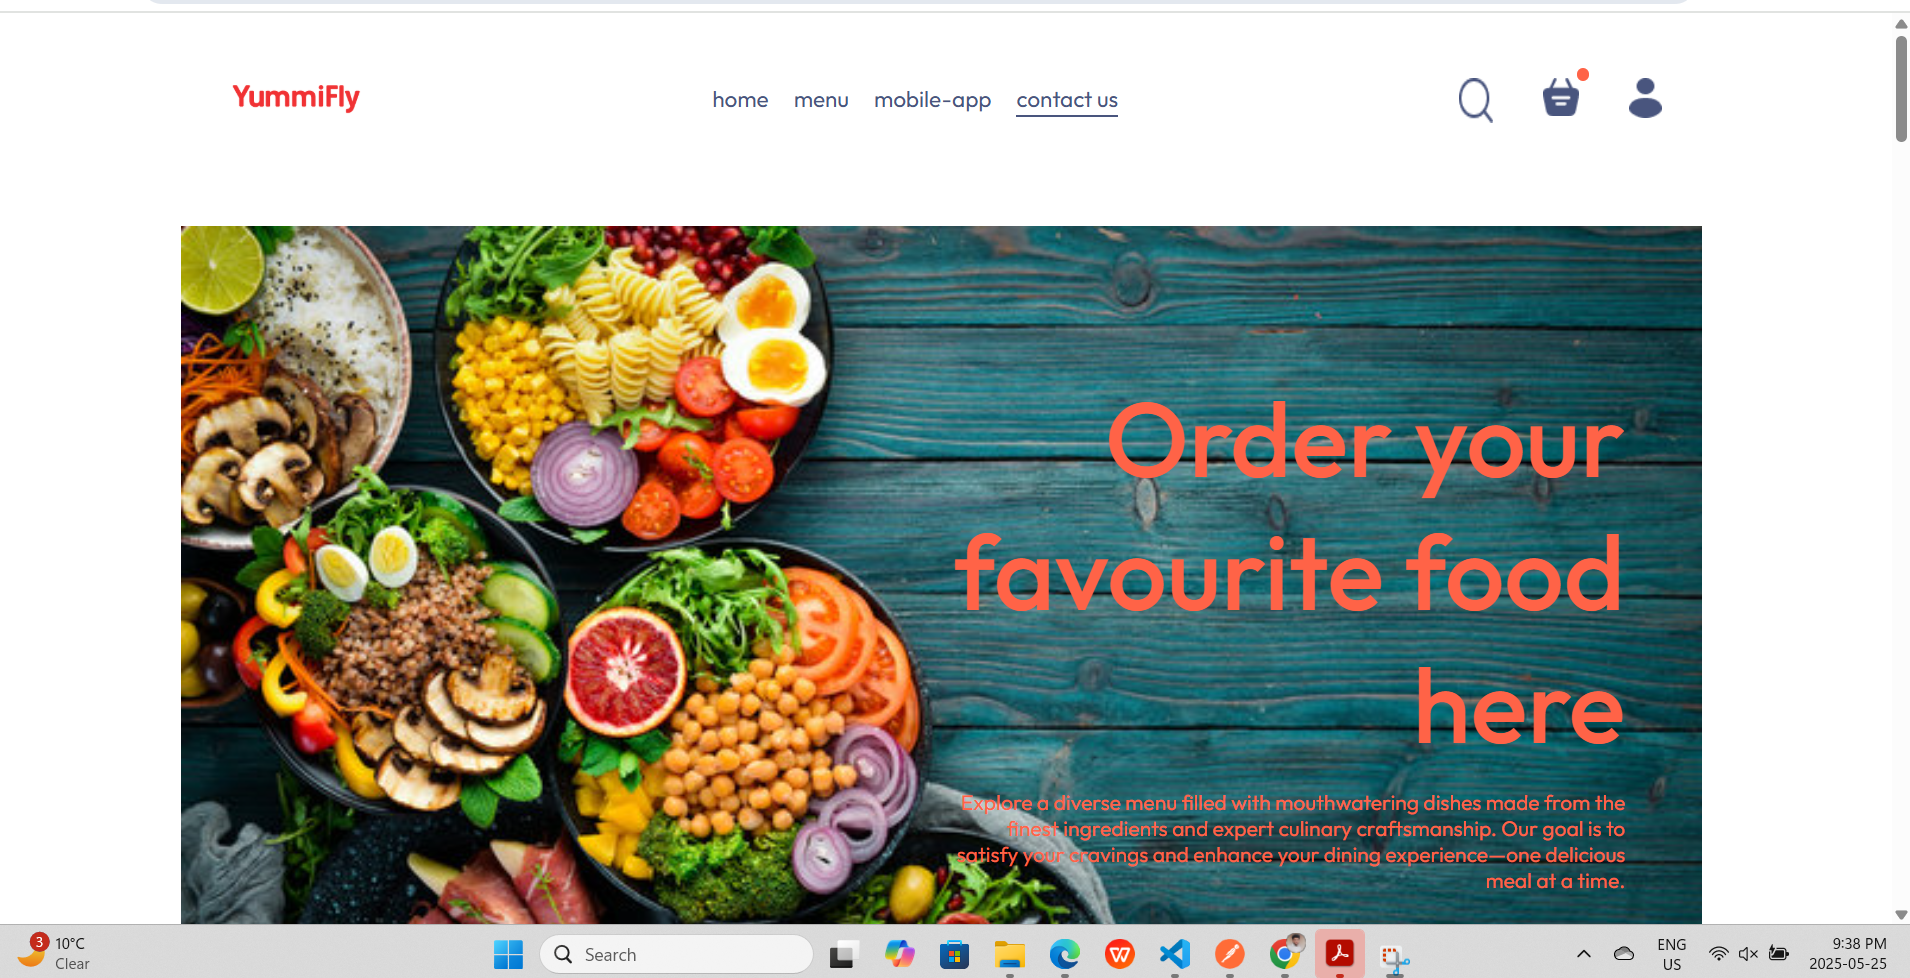 YummiFly
home menu mobile-app contact us
Order your
favourite food
here
Explore a diverse menu filled with mouthwatering dishes made from the
finest ingredients and expert culinary craftsmanship. Our goal is to
satisfy your cravings and enhance your dining experience—one delicious
meal at a time.
3
10°C
Clear
Search
ENG
US
9:38 PM
2025-05-25